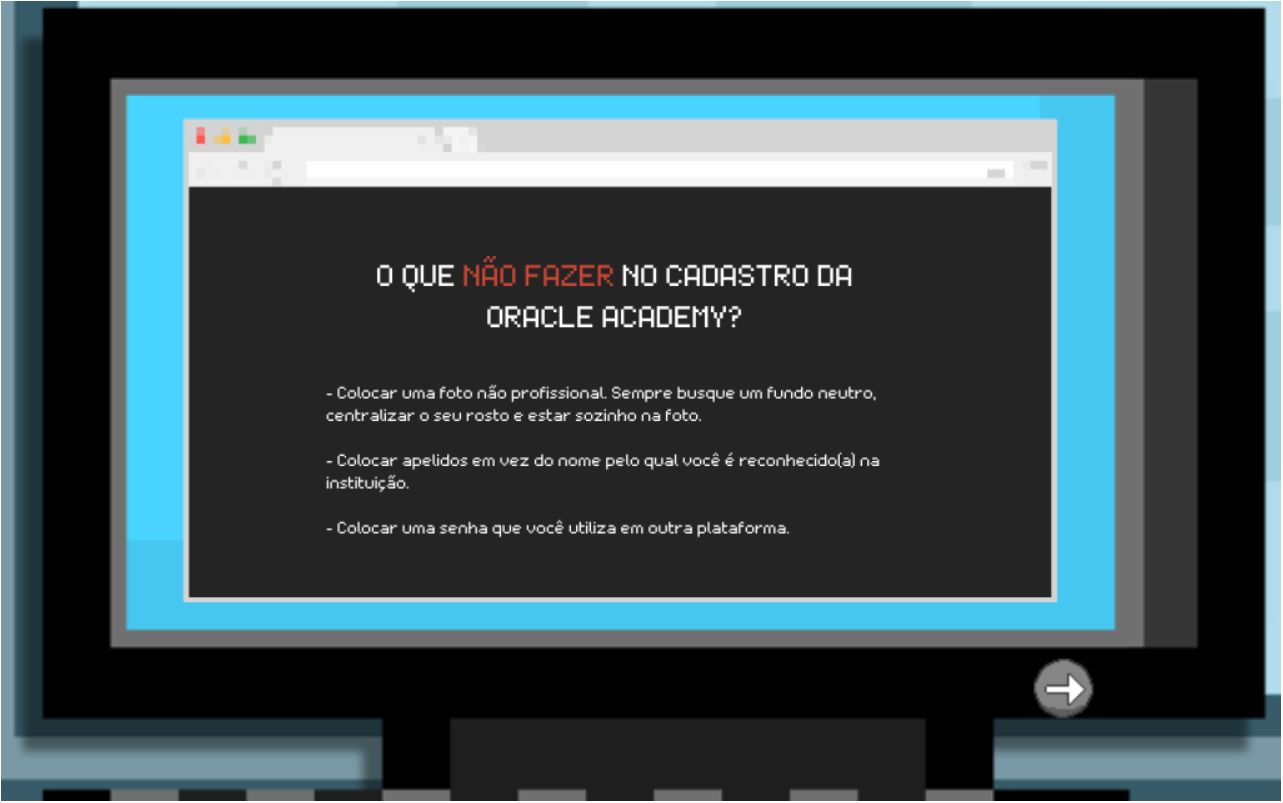 O QUE NÃO FAZER NO CADASTRO DA
ORACLE ACADEMY?
- Colocar uma foto não profissional. Sempre busque um fundo neutro,
centralizar o seu rosto e estar sozinho na foto.
- Colocar apelidos em vez do nome pelo qual você é reconhecido(a) na
instituição.
- Colocar uma senha que você utiliza em outra plataforma.